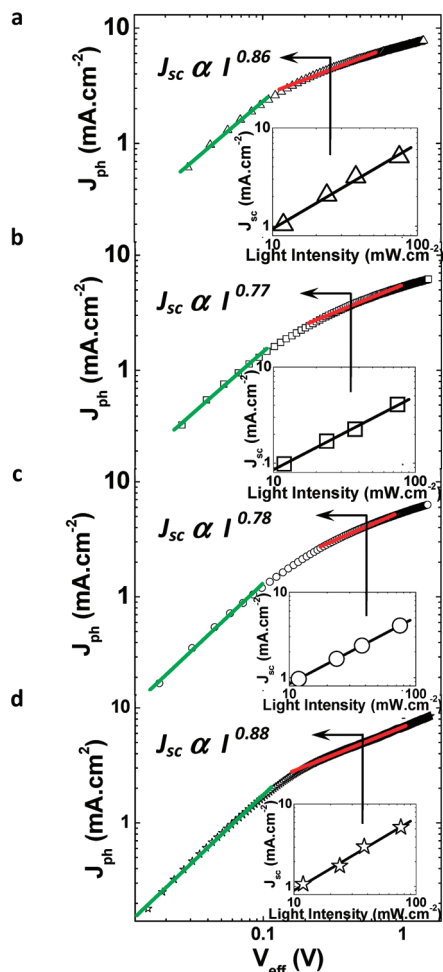 a
10
J_ph (mA.cm⁻²)
J_sc α I^0.86
1
10
J_sc (mA.cm⁻²)
1
10 100
Light Intensity (mW.cm⁻²)
b
10
J_ph (mA.cm⁻²)
J_sc α I^0.77
1
10
J_sc (mA.cm⁻²)
1
10 100
Light Intensity (mW.cm⁻²)
c
10
J_ph (mA.cm⁻²)
J_sc α I^0.78
1
10
J_sc (mA.cm⁻²)
1
10 100
Light Intensity (mW.cm⁻²)
d
10
J_ph (mA.cm⁻²)
J_sc α I^0.88
1
10
J_sc (mA.cm⁻²)
1
10 100
Light Intensity (mW.cm⁻²)
0.1 1
V_eff (V)